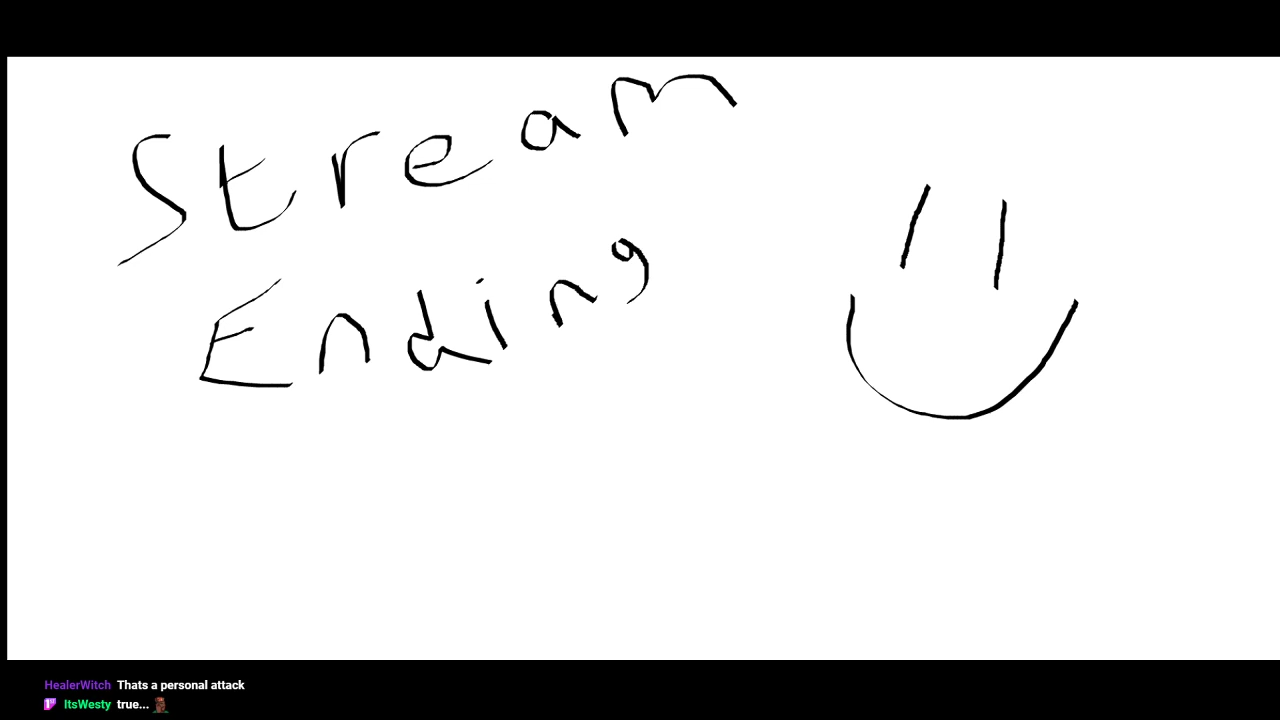 Stream
Ending
HealerWitch Thats a personal attack
ItsWesty true...